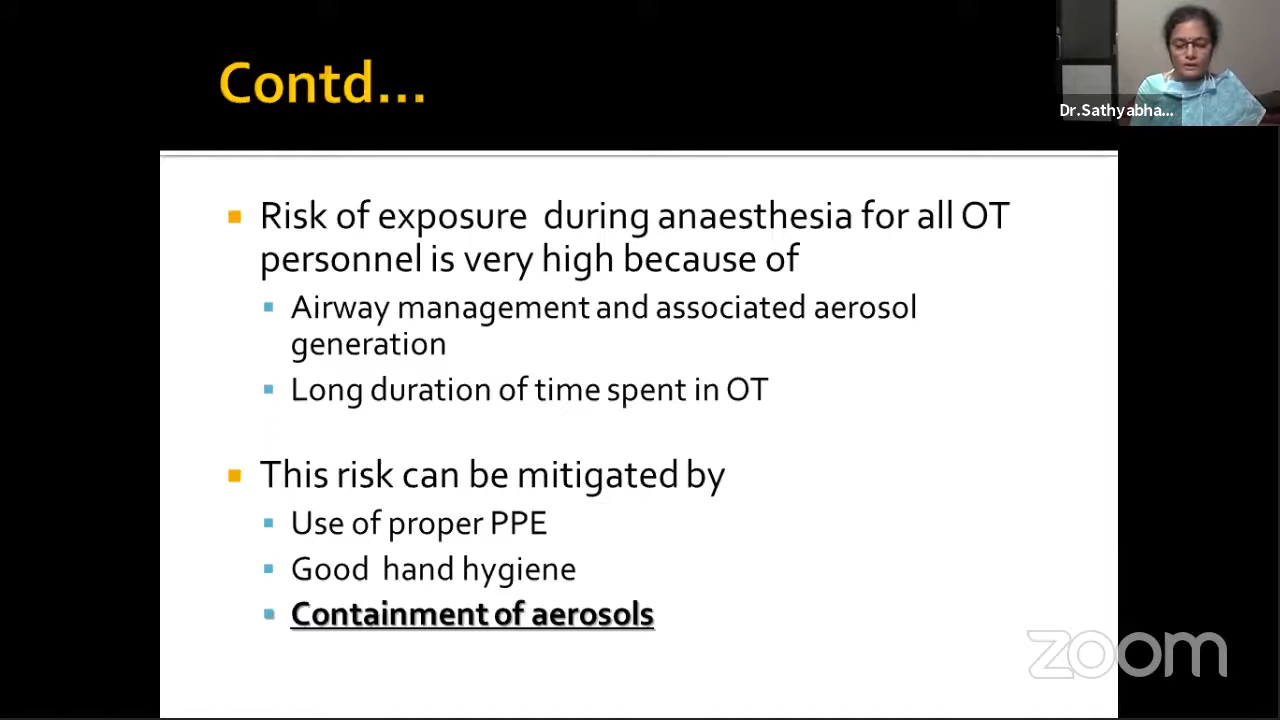 Contd...
Dr.Sathyabha...
Risk of exposure during anaesthesia for all OT
personnel is very high because of
Airway management and associated aerosol
generation
Long duration of time spent in OT
This risk can be mitigated by
Use of proper PPE
Good hand hygiene
Containment of aerosols
zoom